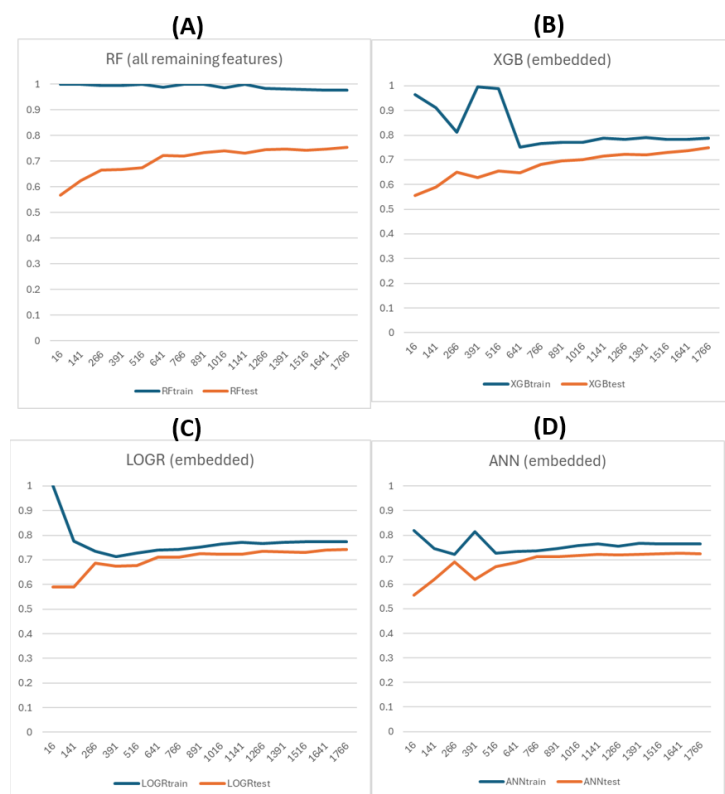 (A)
RF (all remaining features)
1
0.9
0.8
0.7
0.6
0.5
0.4
0.3
0.2
0.1
0
16 141 266 391 516 641 766 891 1016 1141 1266 1391 1516 1641 1766
RFtrain RFtest
(B)
XGB (embedded)
1
0.9
0.8
0.7
0.6
0.5
0.4
0.3
0.2
0.1
0
16 141 266 391 516 641 766 891 1016 1141 1266 1391 1516 1641 1766
XGBtrain XGBtest
(C)
LOGR (embedded)
1
0.9
0.8
0.7
0.6
0.5
0.4
0.3
0.2
0.1
0
16 141 266 391 516 641 766 891 1016 1141 1266 1391 1516 1641 1766
LOGRtrain LOGRtest
(D)
ANN (embedded)
1
0.9
0.8
0.7
0.6
0.5
0.4
0.3
0.2
0.1
0
16 141 266 391 516 641 766 891 1016 1141 1266 1391 1516 1641 1766
ANNtrain ANNtest